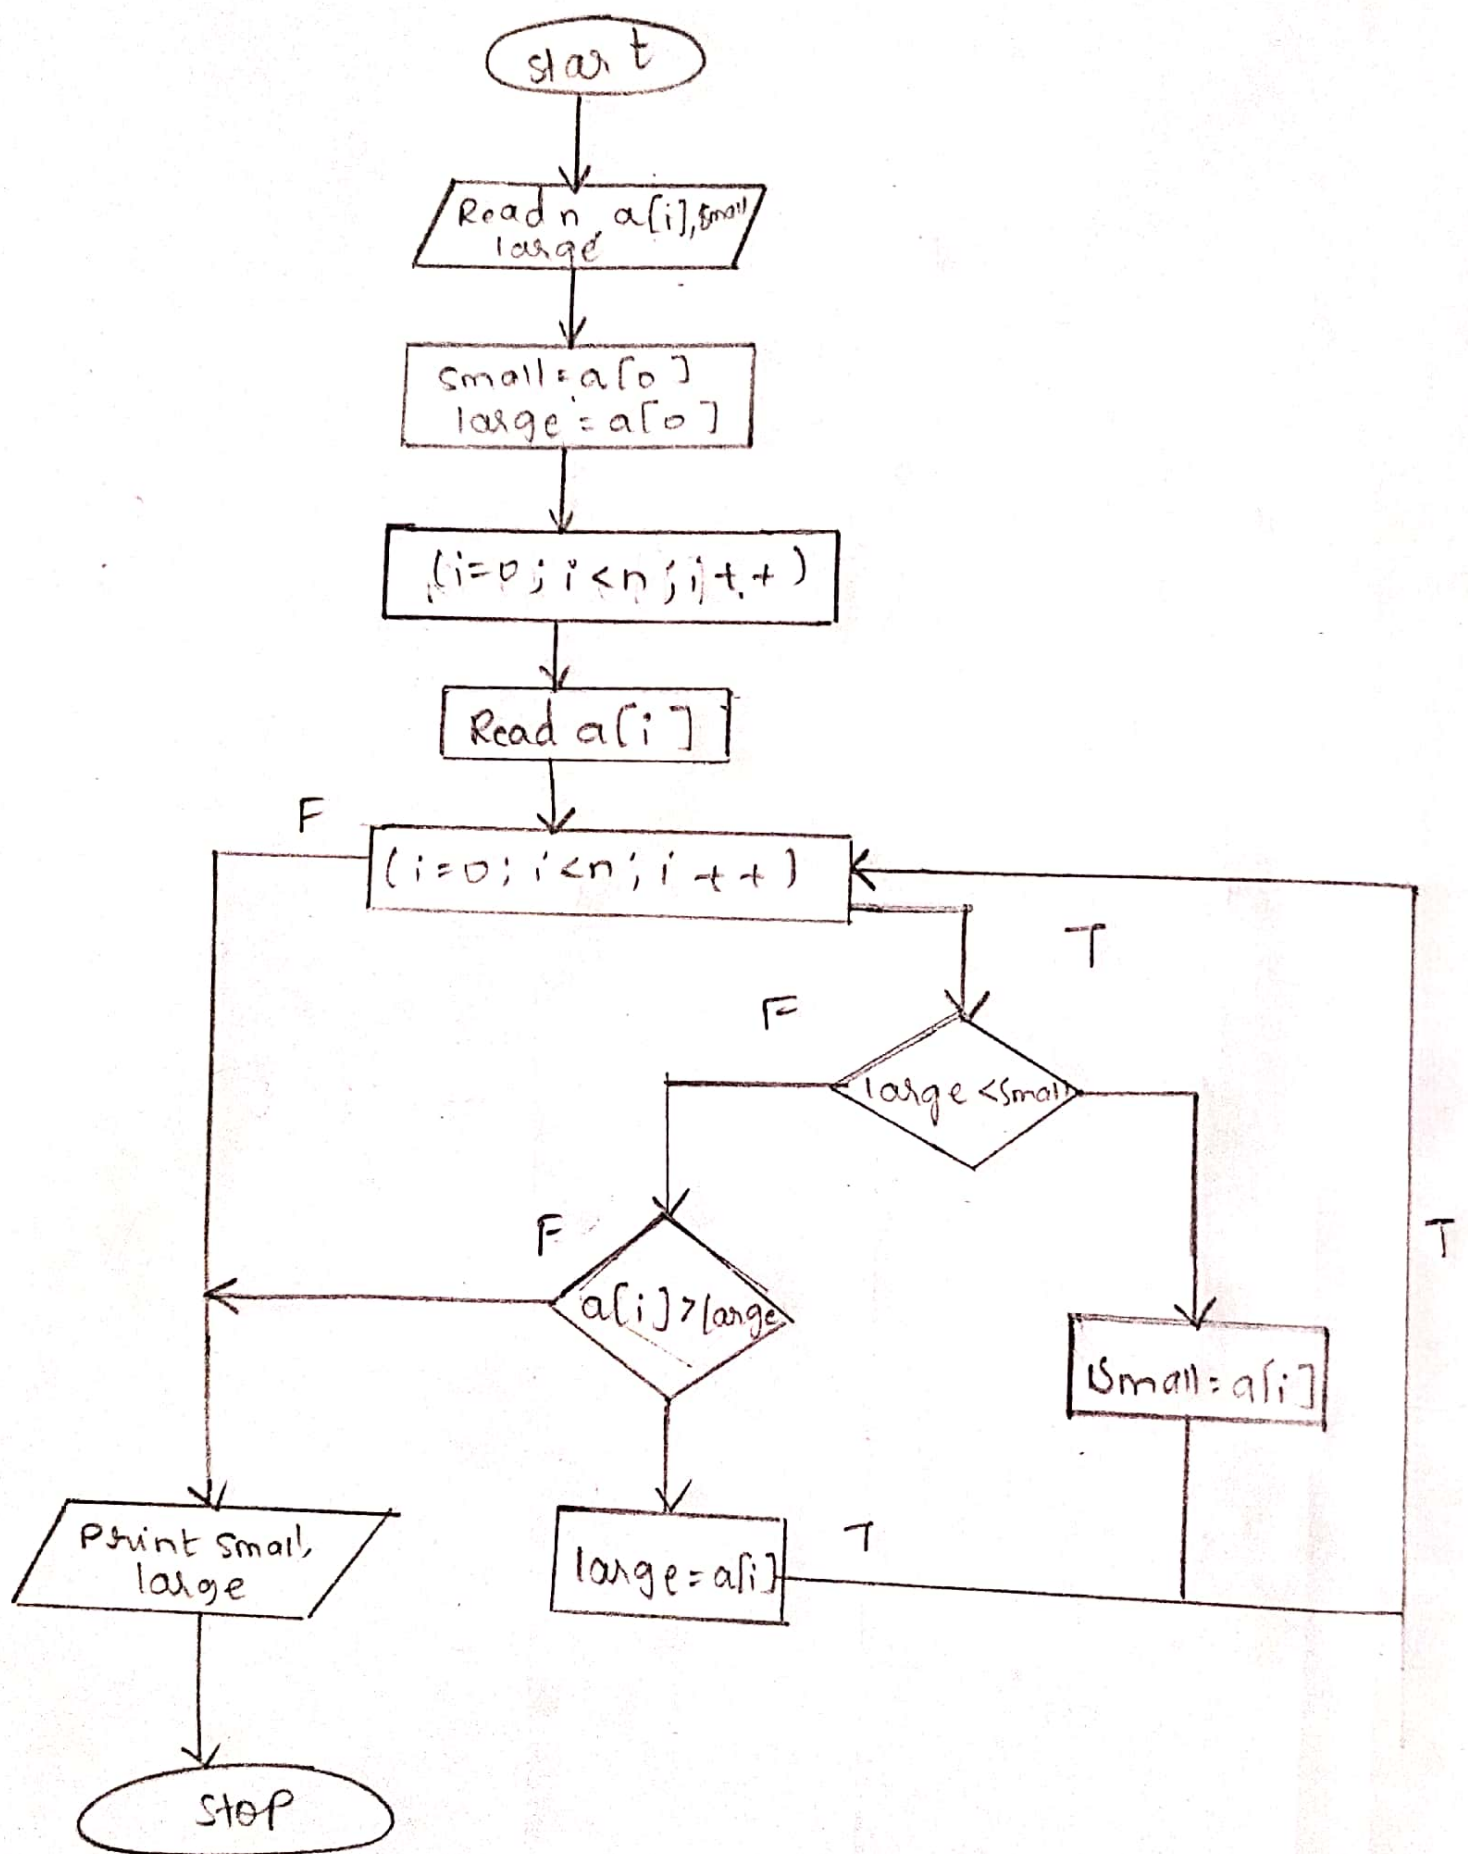 start
Read n, a[i], small
large
small = a[0]
large = a[0]
(i=0; i<n; i++)
Read a[i]
F
(i=0; i<n; i++)
T
F
large <small
F
T
a[i]>large
small = a[i]
print small,
large
T
large = a[i]
stop